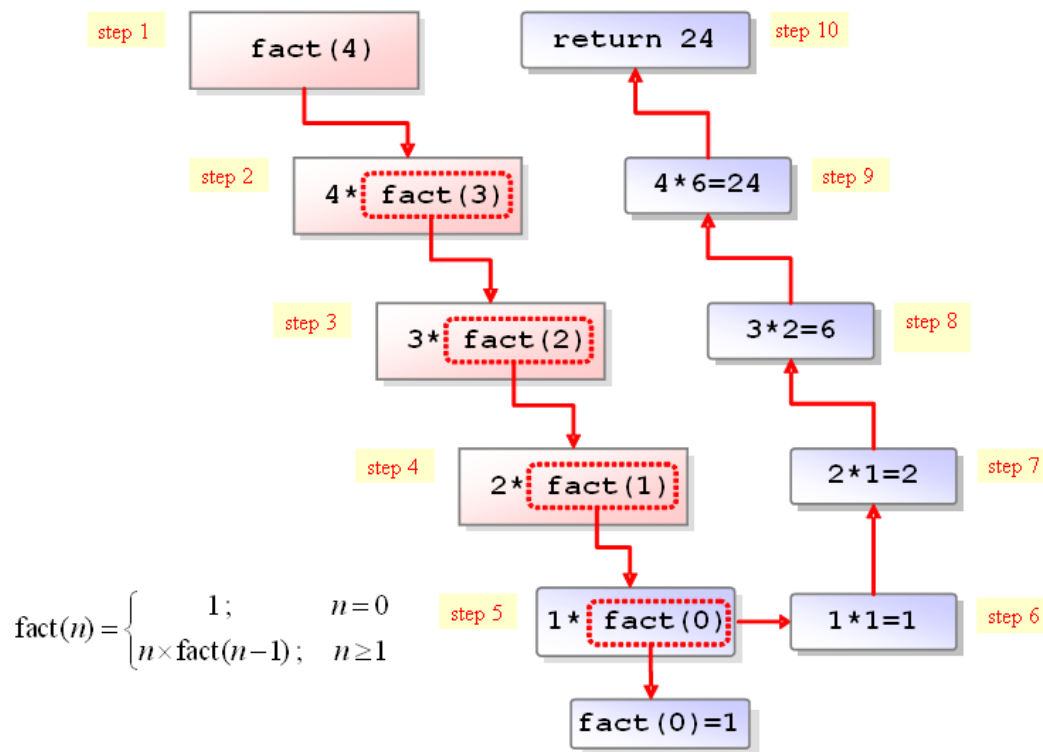 step 1
fact(4)
return 24
step 10
step 2
4* fact(3)
4*6=24
step 9
step 3
3* fact(2)
3*2=6
step 8
step 4
2* fact(1)
2*1=2
step 7
step 5
1* fact(0)
1*1=1
step 6
fact(n) = { 1 ; n = 0
n × fact(n−1) ; n ≥ 1
fact(0)=1